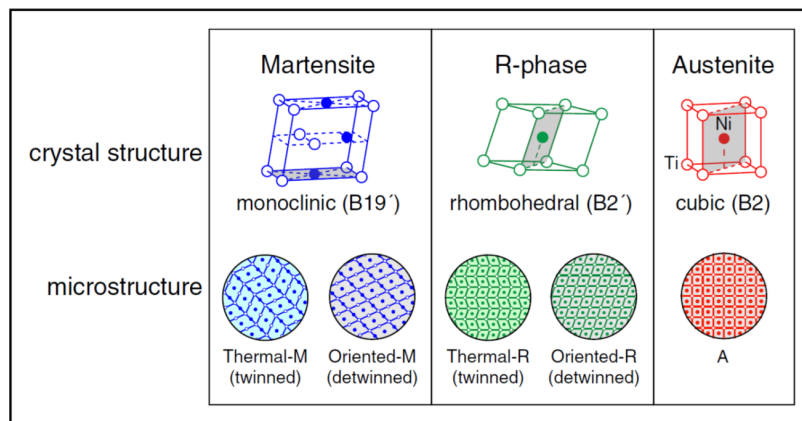 Martensite
R-phase
Austenite
crystal structure
Ni
Ti
monoclinic (B19´)
rhombohedral (B2´)
cubic (B2)
microstructure
Thermal-M
(twinned)
Oriented-M
(detwinned)
Thermal-R
(twinned)
Oriented-R
(detwinned)
A